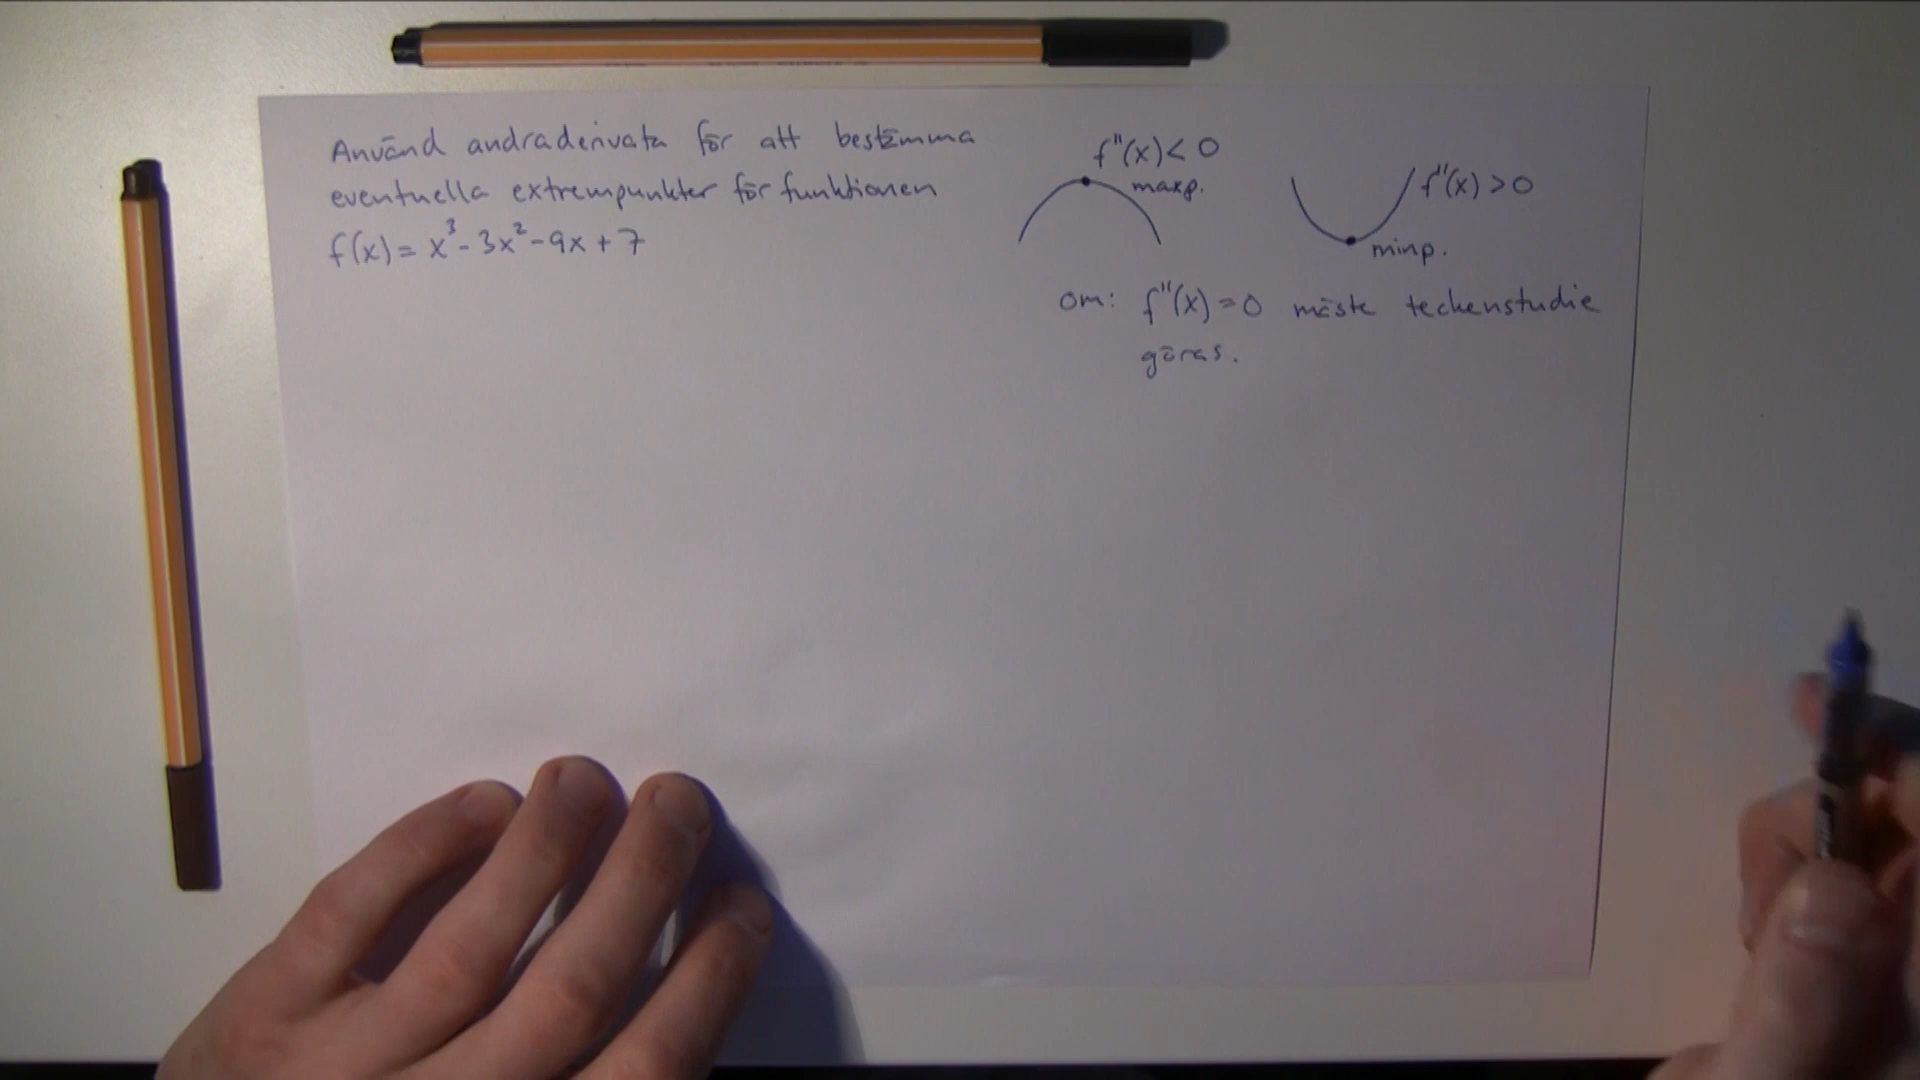 Använd andraderivata för att bestämma
eventuella extrempunkter för funktionen
f(x) = x³ - 3x² - 9x + 7
f''(x) < 0
maxp.
f''(x) > 0
minp.
om: f''(x) = 0 måste teckenstudie
göras.